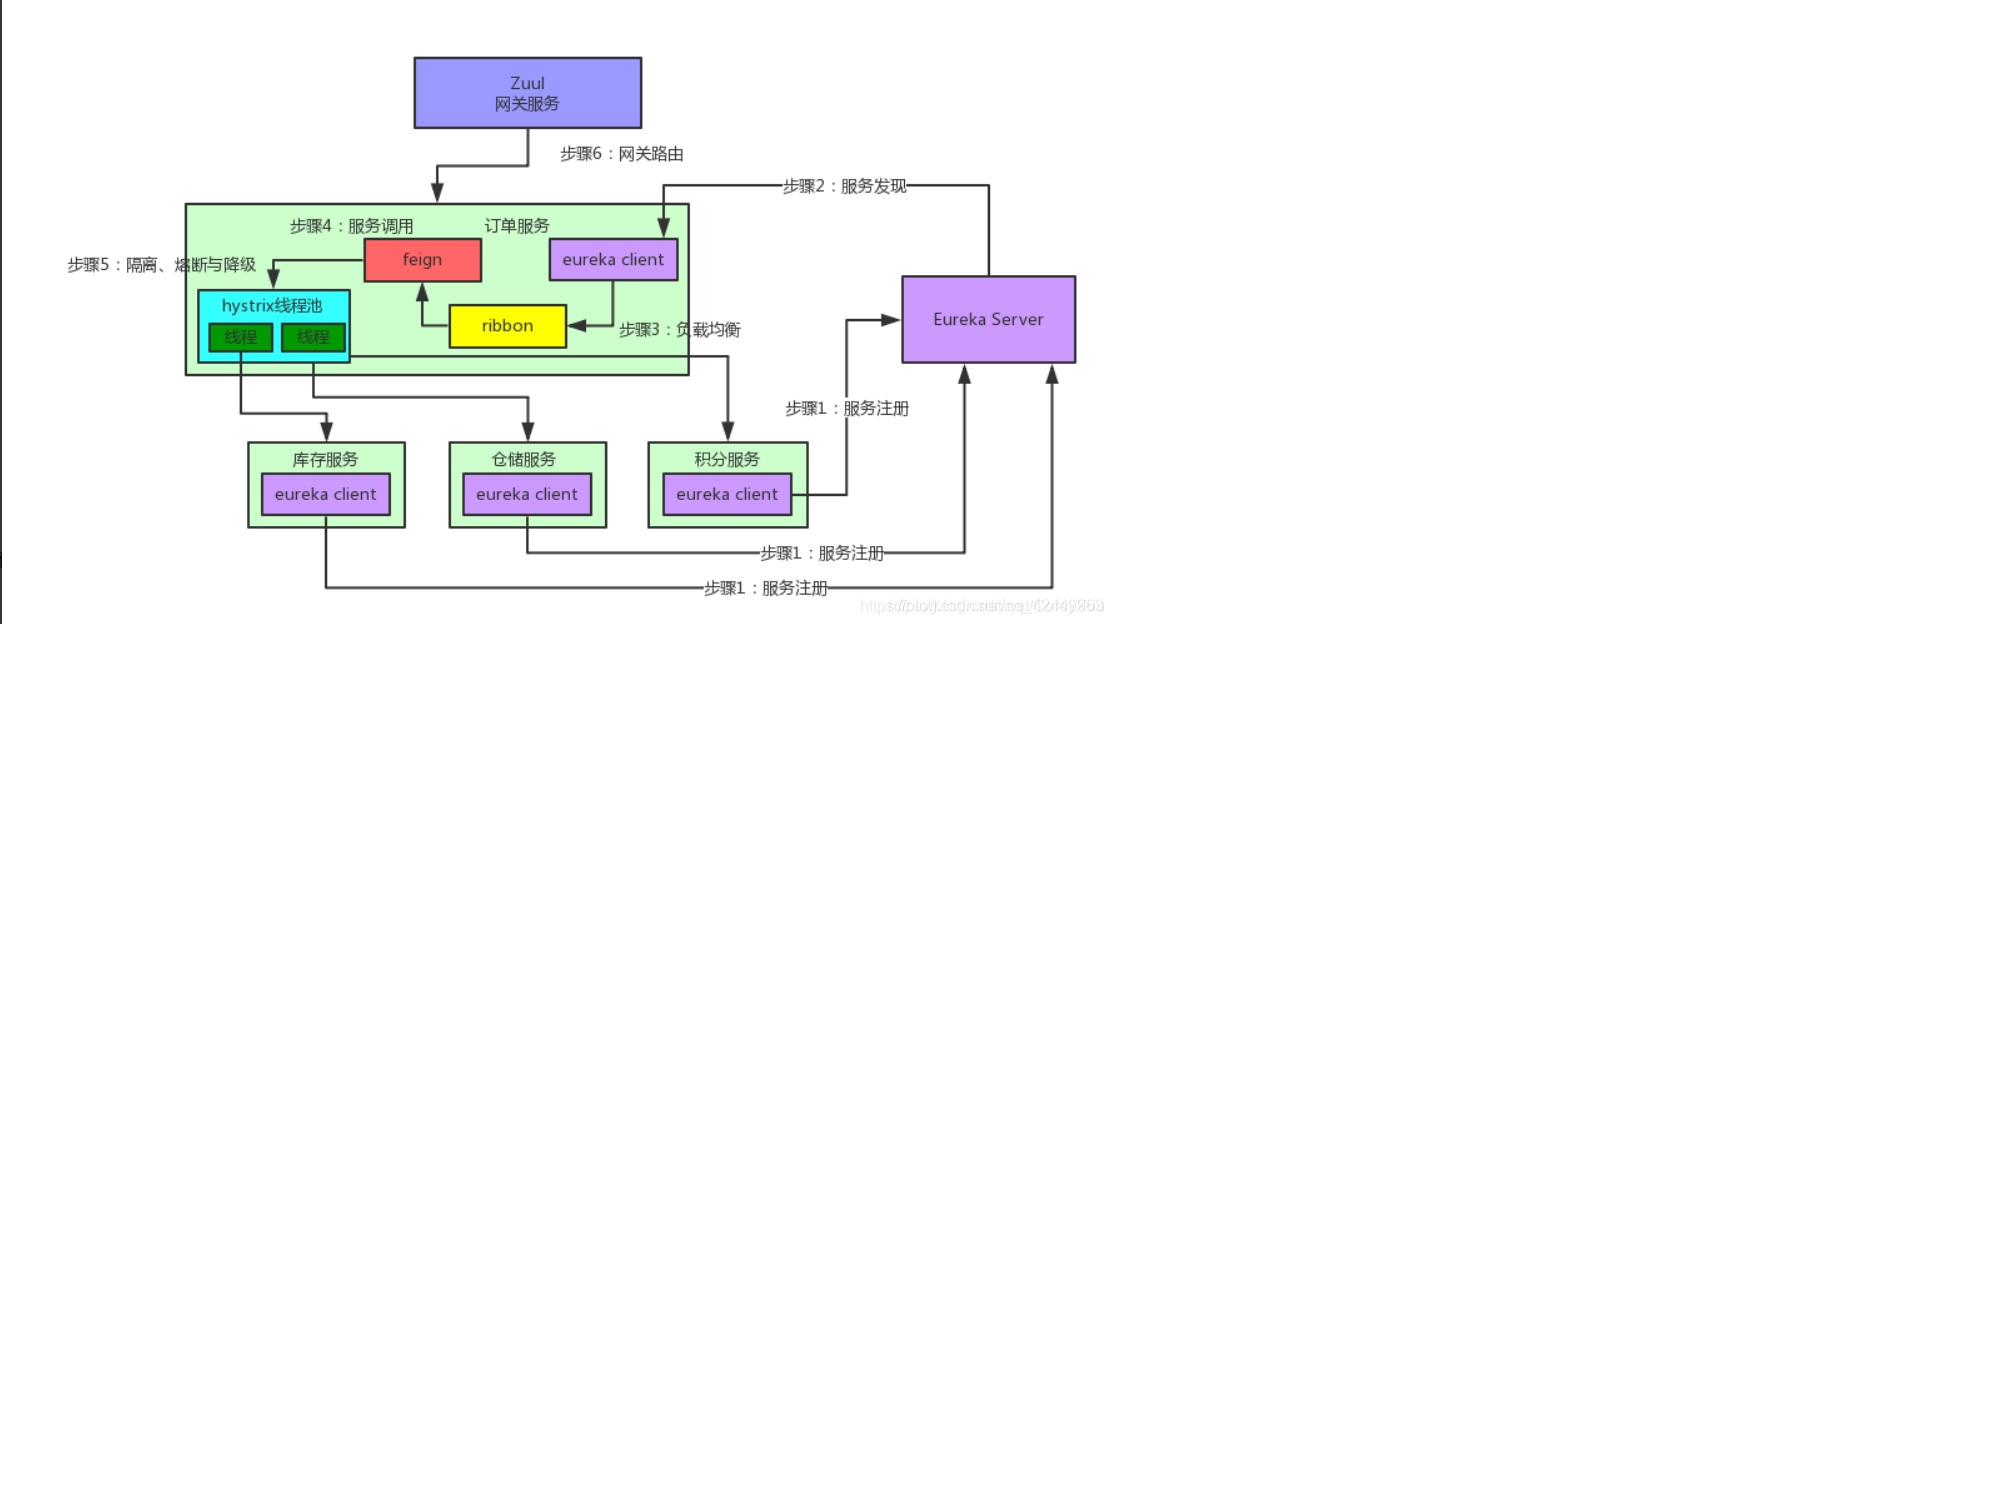 Zuul
网关服务
步骤6：网关路由
步骤2：服务发现
步骤4：服务调用
订单服务
feign
eureka client
步骤5：隔离、熔断与降级
hystrix线程池
线程
线程
ribbon
步骤3：负载均衡
Eureka Server
步骤1：服务注册
库存服务
eureka client
仓储服务
eureka client
积分服务
eureka client
步骤1：服务注册
步骤1：服务注册